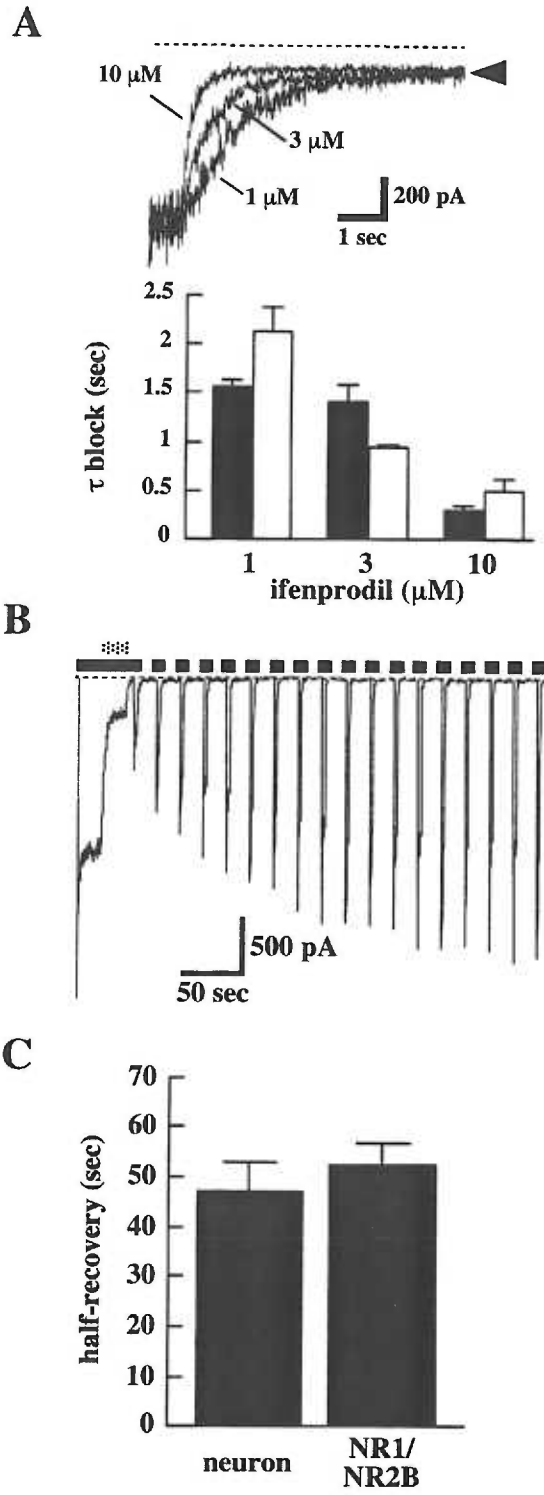 A
10 μM
3 μM
1 μM
200 pA
1 sec
2.5
2
1.5
1
0.5
0
τ block (sec)
1 3 10
ifenprodil (μM)
B
500 pA
50 sec
C
70
60
50
40
30
20
10
0
half-recovery (sec)
neuron
NR1/
NR2B